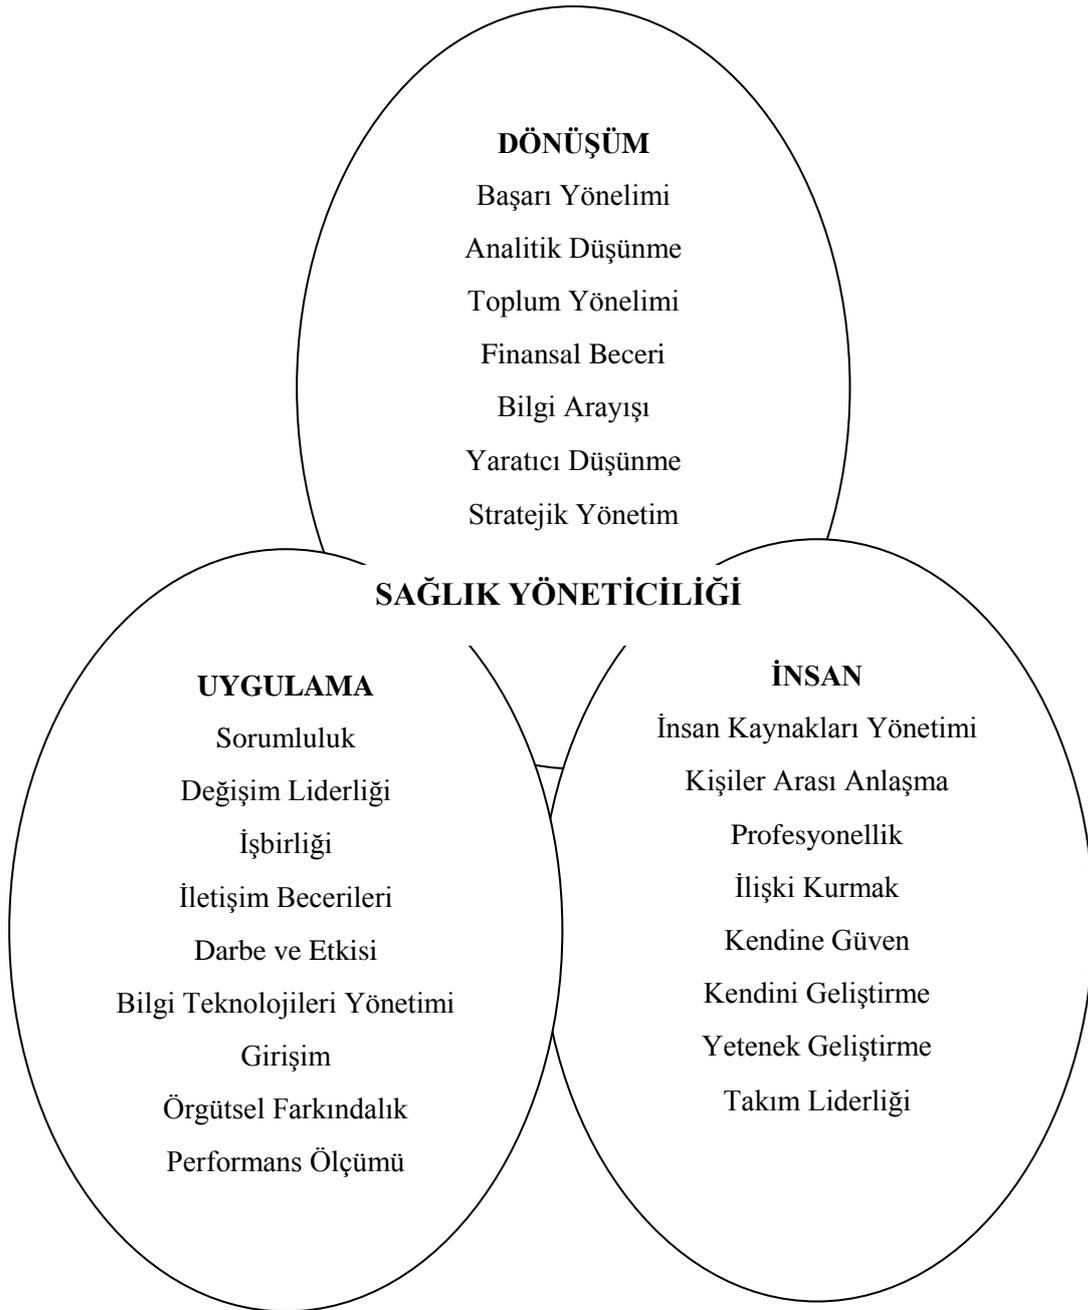 DÖNÜŞÜM
Başarı Yönelimi
Analitik Düşünme
Toplum Yönelimi
Finansal Beceri
Bilgi Arayışı
Yaratıcı Düşünme
Stratejik Yönetim
SAĞLIK YÖNETİCİLİĞİ
UYGULAMA
Sorumluluk
Değişim Liderliği
İşbirliği
İletişim Becerileri
Darbe ve Etkisi
Bilgi Teknolojileri Yönetimi
Girişim
Örgütsel Farkındalık
Performans Ölçümü
İNSAN
İnsan Kaynakları Yönetimi
Kişiler Arası Anlaşma
Profesyonellik
İlişki Kurmak
Kendine Güven
Kendini Geliştirme
Yetenek Geliştirme
Takım Liderliği